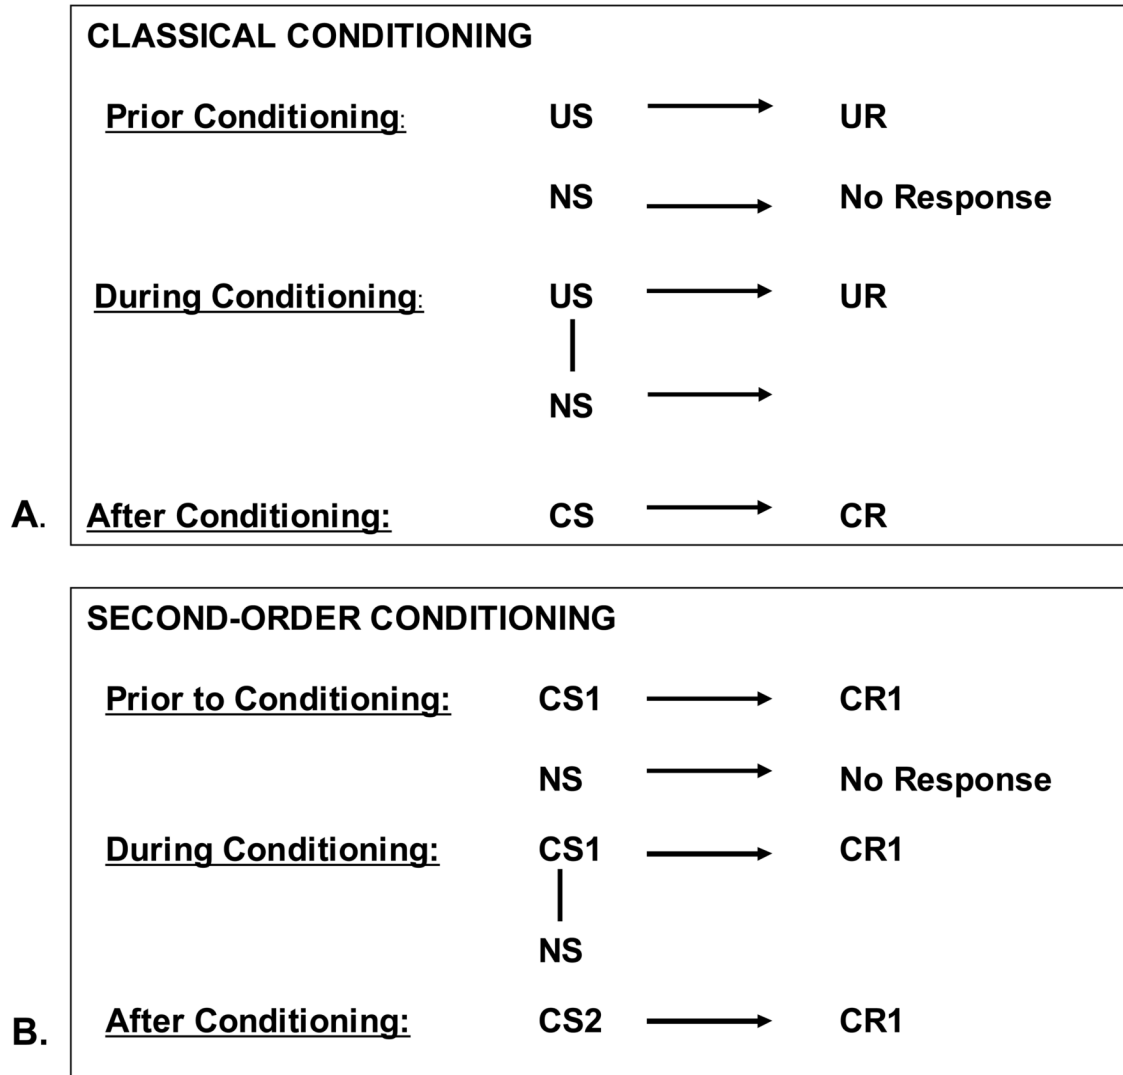 CLASSICAL CONDITIONING
Prior Conditioning: US UR
NS No Response
During Conditioning: US UR
NS
A. After Conditioning: CS CR
SECOND-ORDER CONDITIONING
Prior to Conditioning: CS1 CR1
NS No Response
During Conditioning: CS1 CR1
NS
B. After Conditioning: CS2 CR1